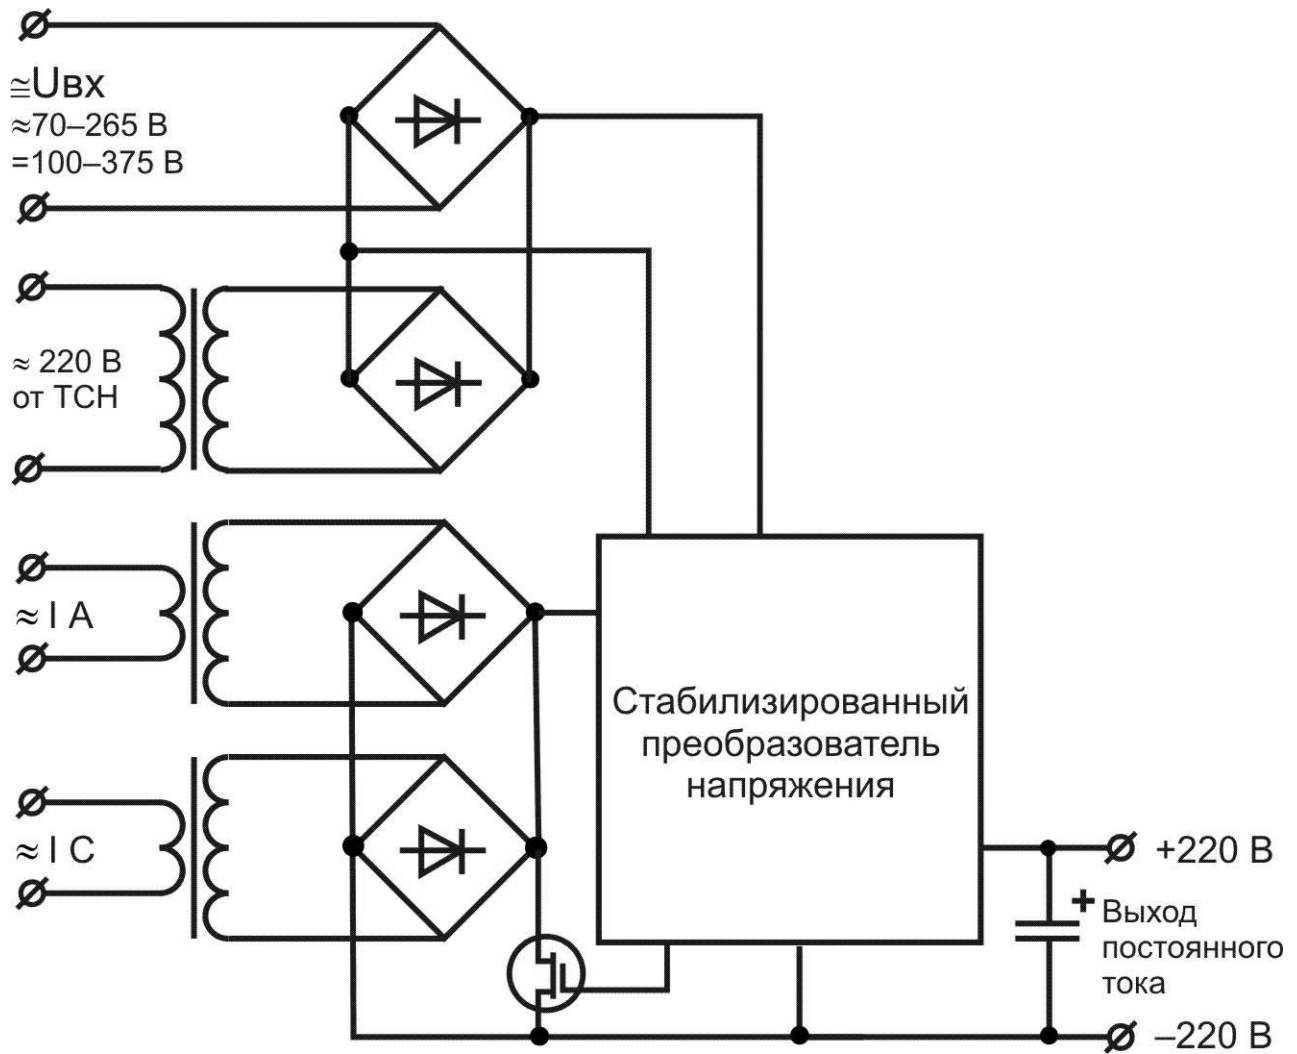 ≅Uвх
≈70–265 В
=100–375 В
≈ 220 В
от ТСН
≈ I A
≈ I C
Стабилизированный
преобразователь
напряжения
+220 В
+ Выход
постоянного
тока
–220 В